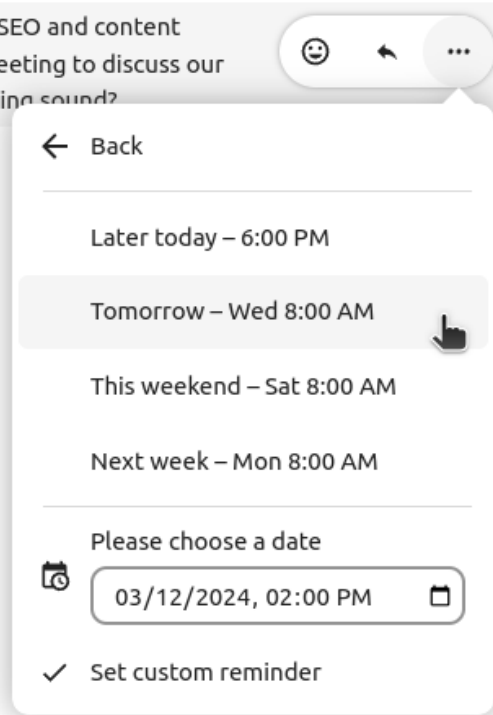 SEO and content
eeting to discuss our
ing sound?
Back
Later today – 6:00 PM
Tomorrow – Wed 8:00 AM
This weekend – Sat 8:00 AM
Next week – Mon 8:00 AM
Please choose a date
03/12/2024, 02:00 PM
Set custom reminder